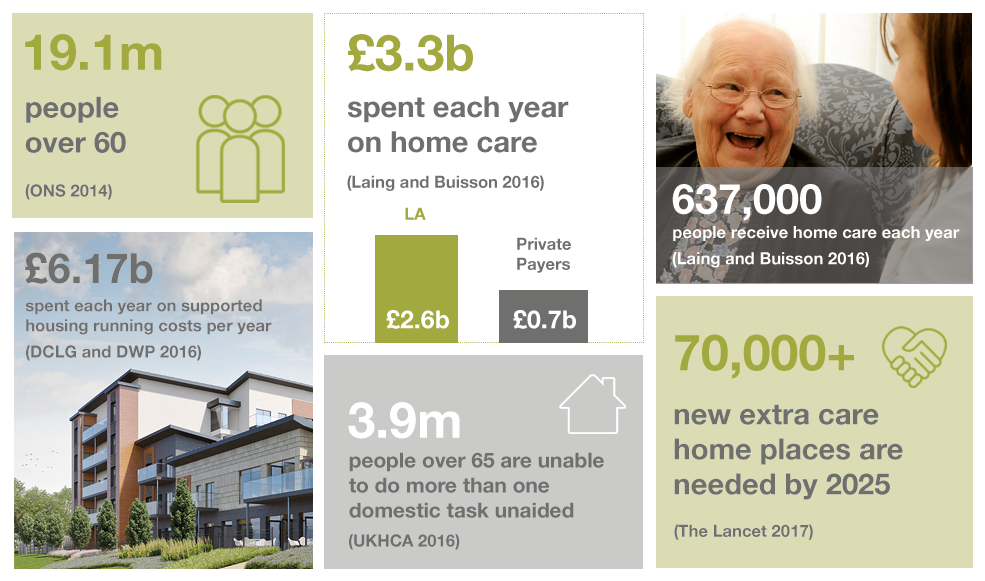 19.1m
people
over 60
(ONS 2014)
£3.3b
spent each year
on home care
(Laing and Buisson 2016)
LA
Private
Payers
£2.6b
£0.7b
637,000
people receive home care each year
(Laing and Buisson 2016)
£6.17b
spent each year on supported
housing running costs per year
(DCLG and DWP 2016)
3.9m
people over 65 are unable
to do more than one
domestic task unaided
(UKHCA 2016)
70,000+
new extra care
home places are
needed by 2025
(The Lancet 2017)